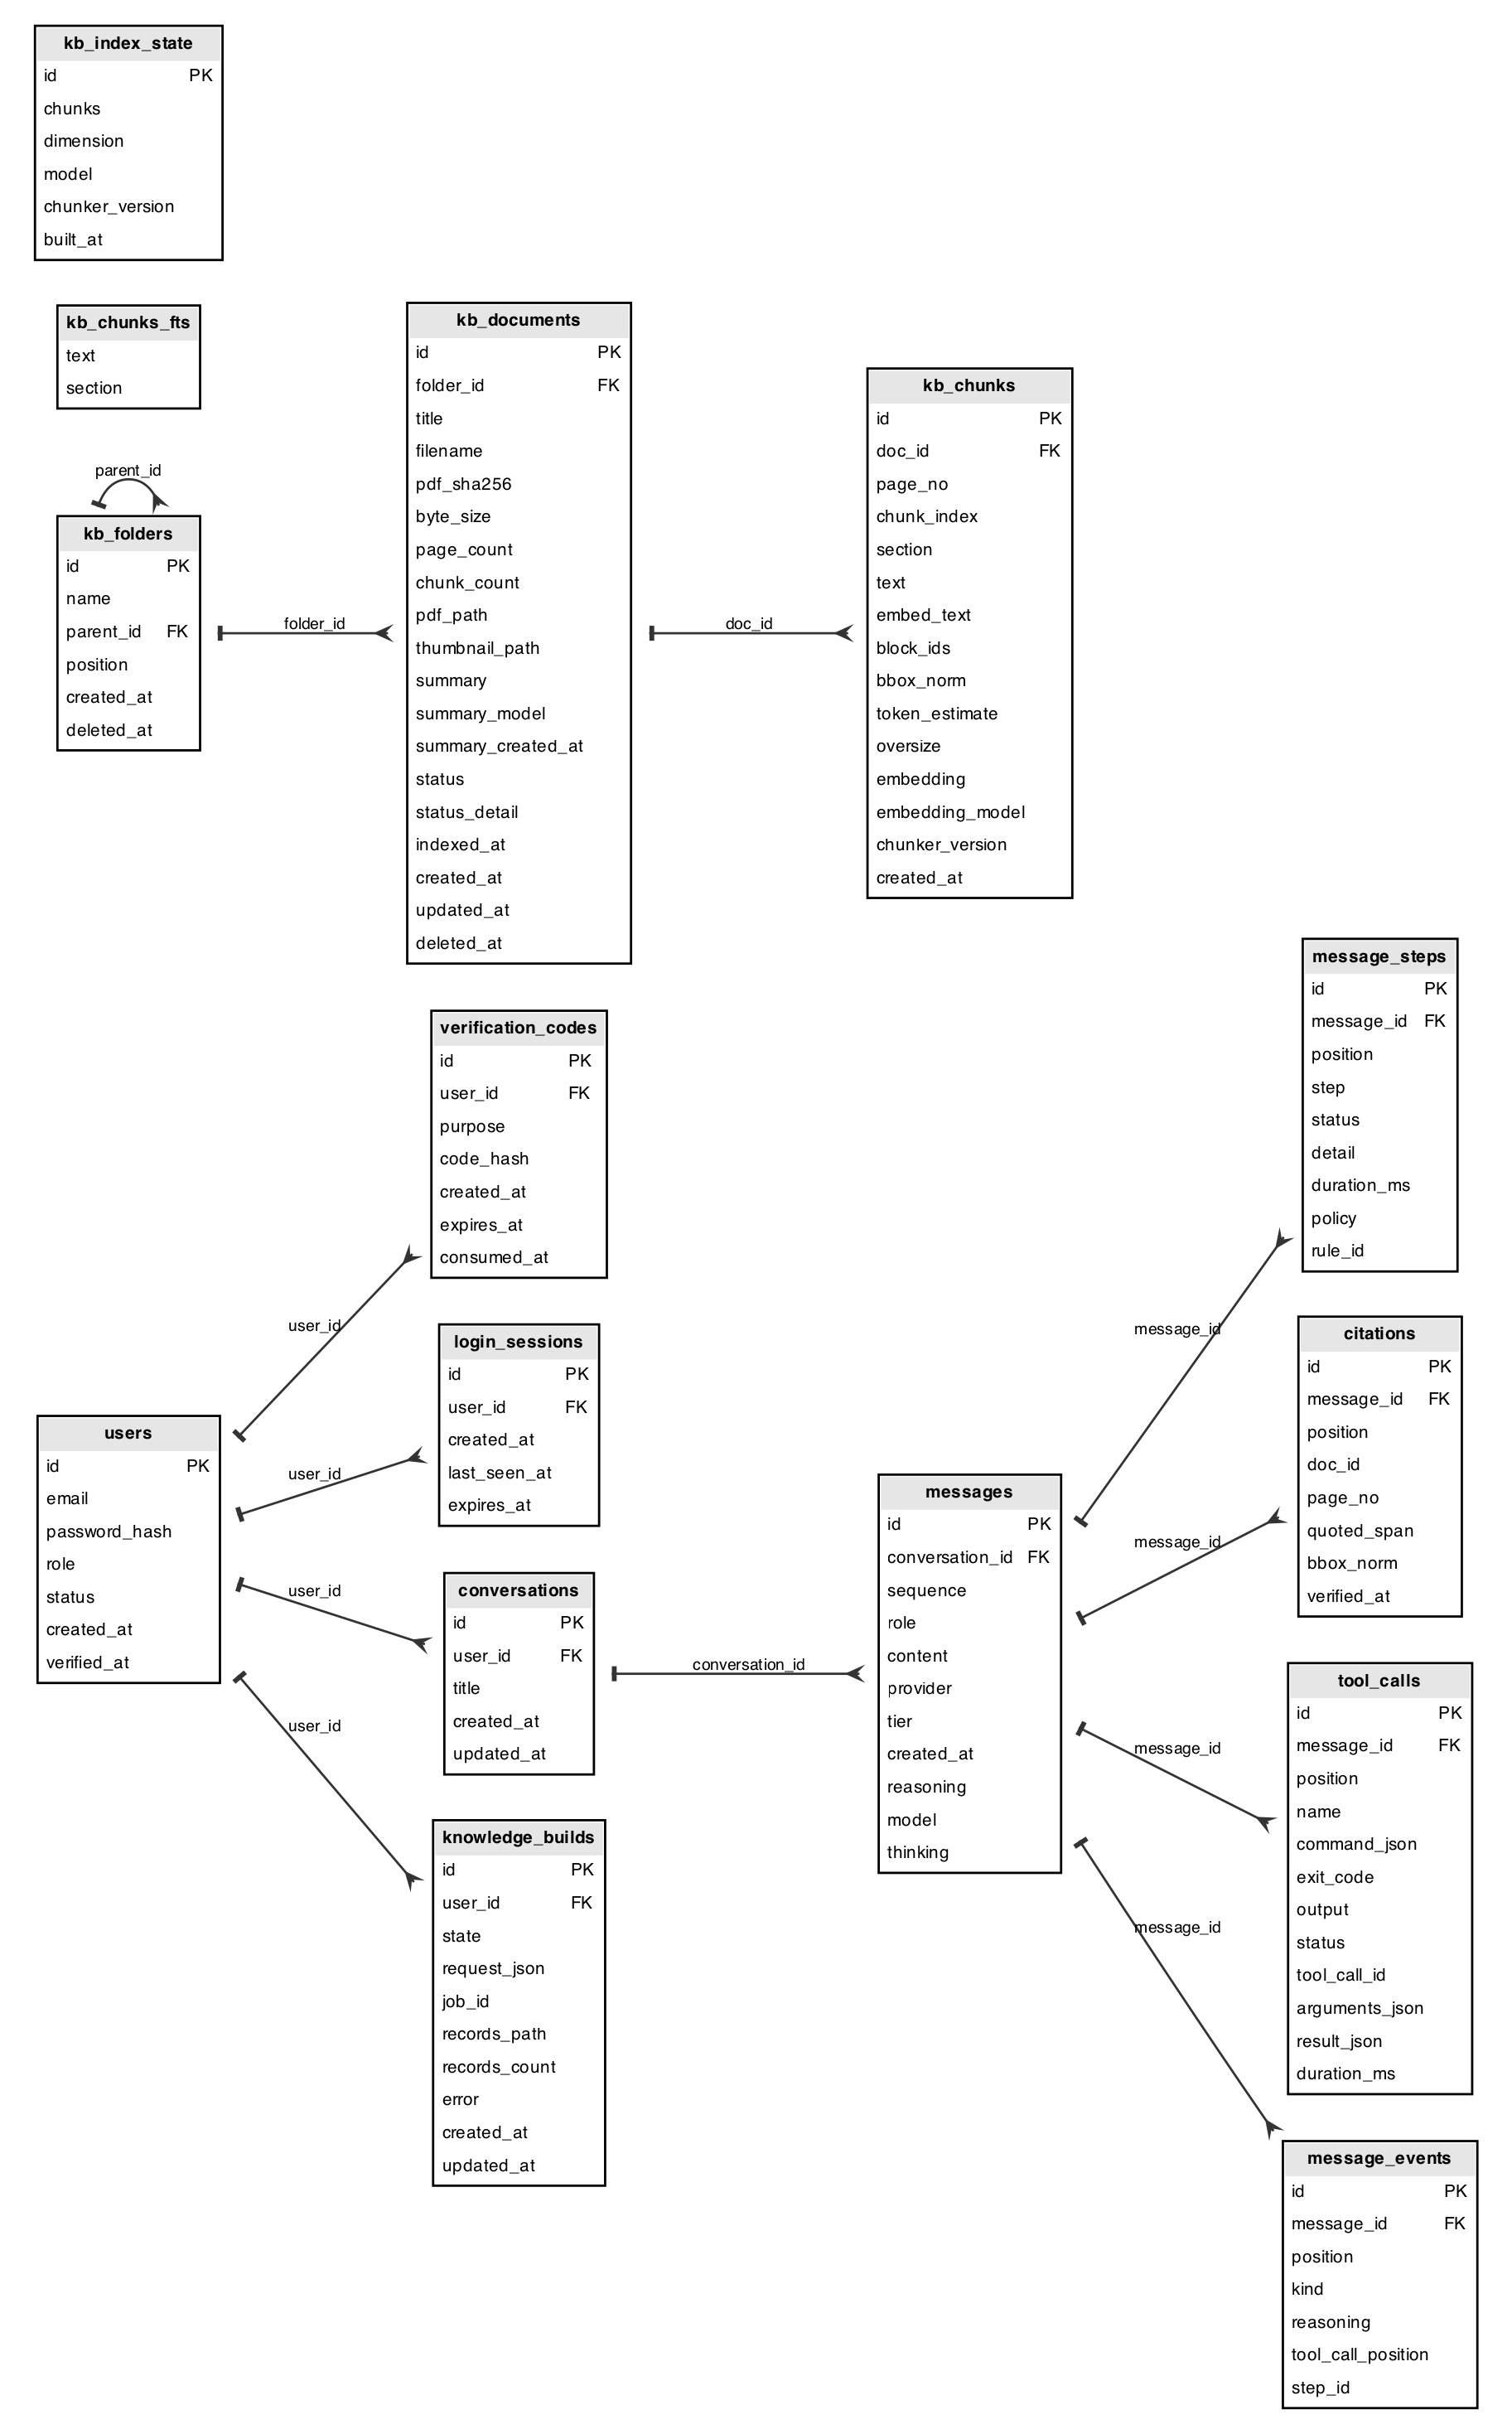 kb_index_state
id PK
chunks
dimension
model
chunker_version
built_at
kb_chunks_fts
text
section
parent_id
kb_folders
id PK
name
parent_id FK
position
created_at
deleted_at
folder_id
kb_documents
id PK
folder_id FK
title
filename
pdf_sha256
byte_size
page_count
chunk_count
pdf_path
thumbnail_path
summary
summary_model
summary_created_at
status
status_detail
indexed_at
created_at
updated_at
deleted_at
doc_id
kb_chunks
id PK
doc_id FK
page_no
chunk_index
section
text
embed_text
block_ids
bbox_norm
token_estimate
oversize
embedding
embedding_model
chunker_version
created_at
users
id PK
email
password_hash
role
status
created_at
verified_at
user_id
user_id
user_id
user_id
verification_codes
id PK
user_id FK
purpose
code_hash
created_at
expires_at
consumed_at
login_sessions
id PK
user_id FK
created_at
last_seen_at
expires_at
conversations
id PK
user_id FK
title
created_at
updated_at
knowledge_builds
id PK
user_id FK
state
request_json
job_id
records_path
records_count
error
created_at
updated_at
conversation_id
messages
id PK
conversation_id FK
sequence
role
content
provider
tier
created_at
reasoning
model
thinking
message_id
message_id
message_id
message_id
message_steps
id PK
message_id FK
position
step
status
detail
duration_ms
policy
rule_id
citations
id PK
message_id FK
position
doc_id
page_no
quoted_span
bbox_norm
verified_at
tool_calls
id PK
message_id FK
position
name
command_json
exit_code
output
status
tool_call_id
arguments_json
result_json
duration_ms
message_events
id PK
message_id FK
position
kind
reasoning
tool_call_position
step_id